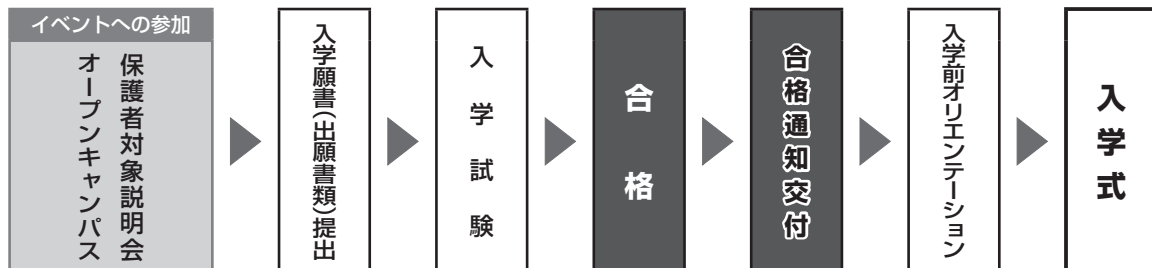 イベントへの参加
保護者対象説明会
オープンキャンパス
入学願書(出願書類)提出
入学試験
合格
合格通知交付
入学前オリエンテーション
入学式